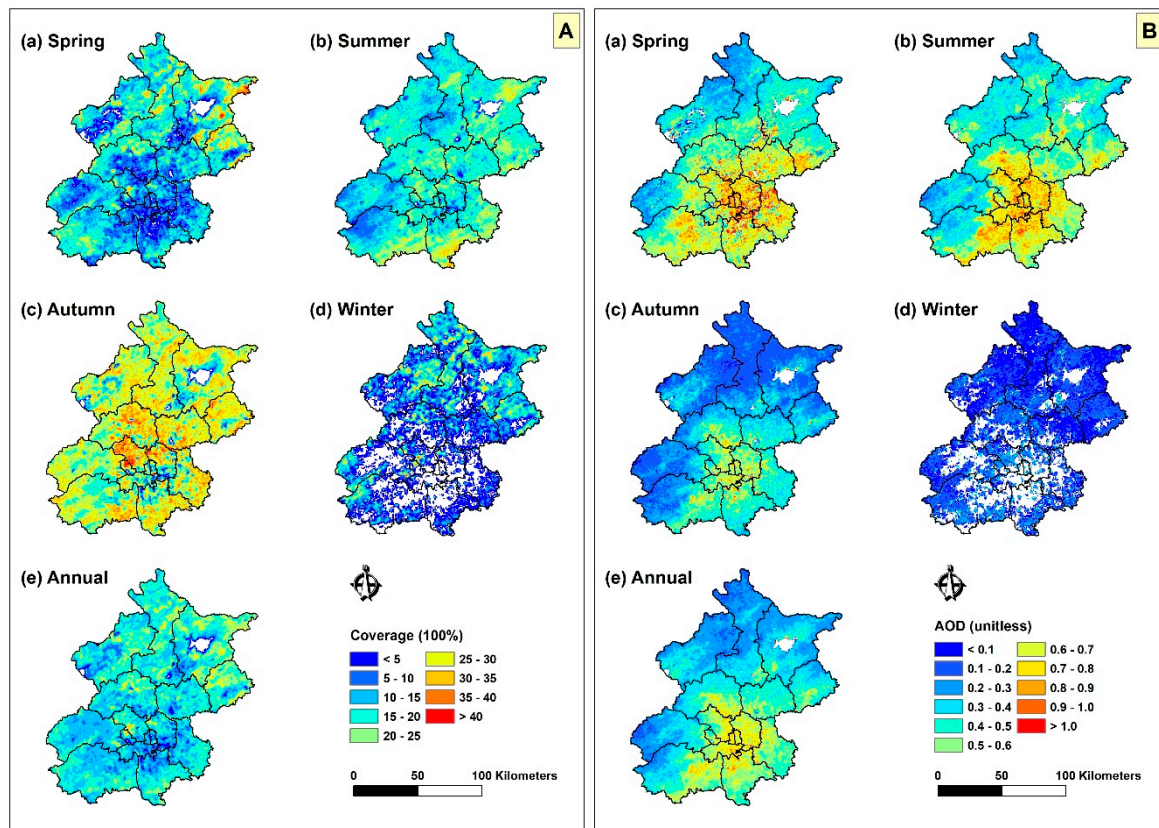 A
(a) Spring
(b) Summer
(c) Autumn
(d) Winter
(e) Annual
Coverage (100%)
< 5
5 - 10
10 - 15
15 - 20
20 - 25
25 - 30
30 - 35
35 - 40
> 40
0 50 100 Kilometers
B
(a) Spring
(b) Summer
(c) Autumn
(d) Winter
(e) Annual
AOD (unitless)
< 0.1
0.1 - 0.2
0.2 - 0.3
0.3 - 0.4
0.4 - 0.5
0.5 - 0.6
0.6 - 0.7
0.7 - 0.8
0.8 - 0.9
0.9 - 1.0
> 1.0
0 50 100 Kilometers